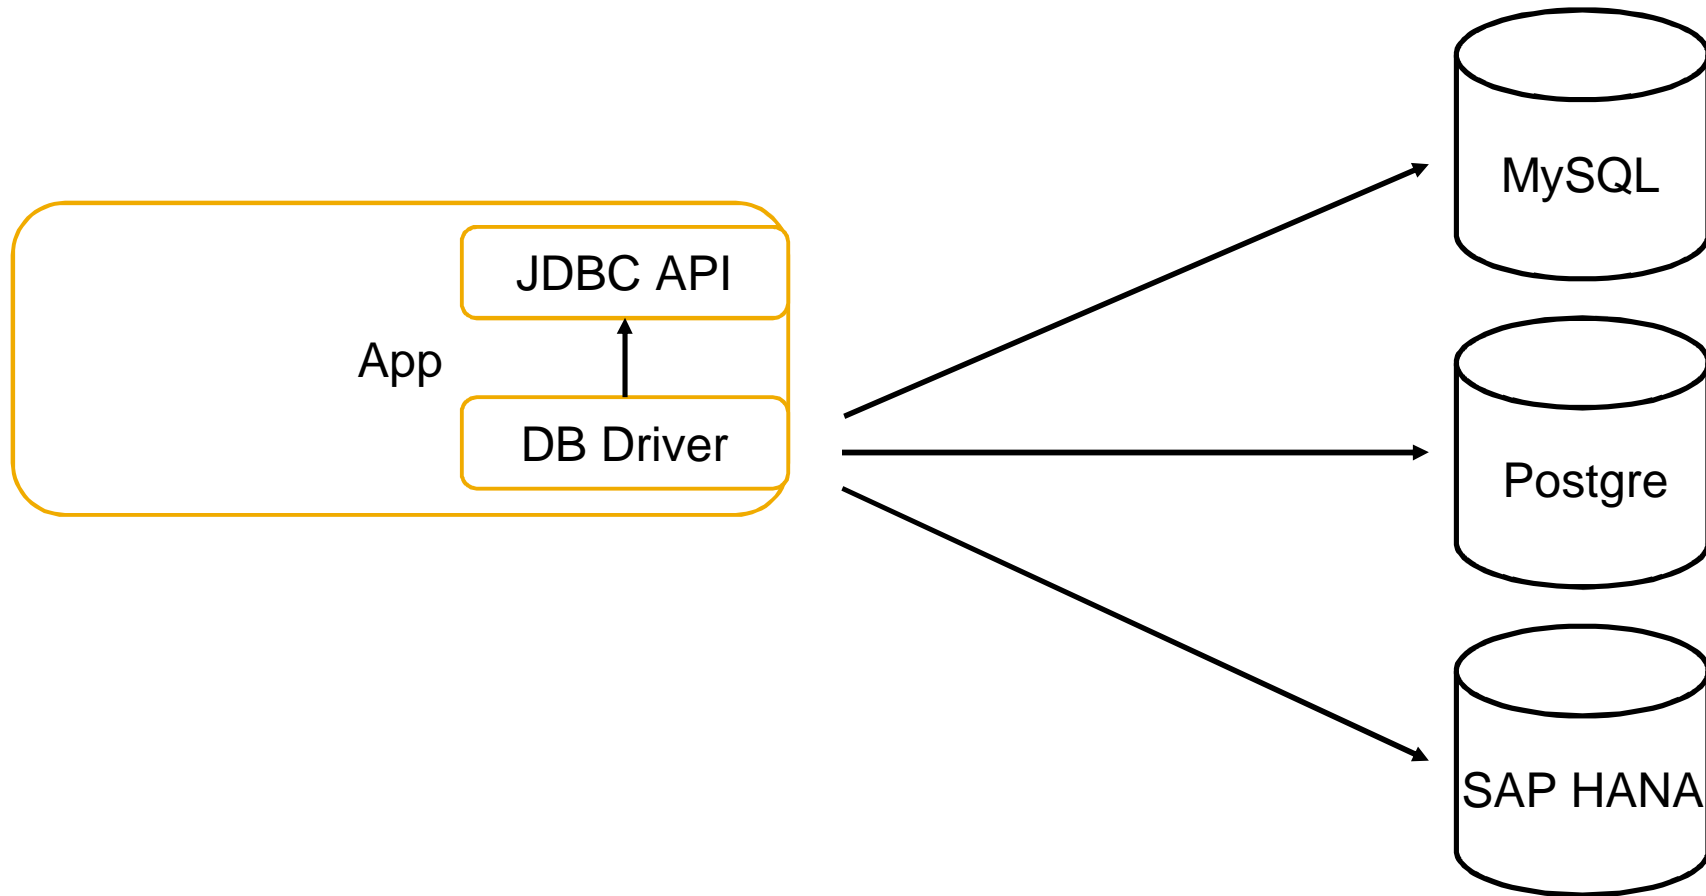 JDBC API
App
DB Driver
MySQL
Postgre
SAP HANA